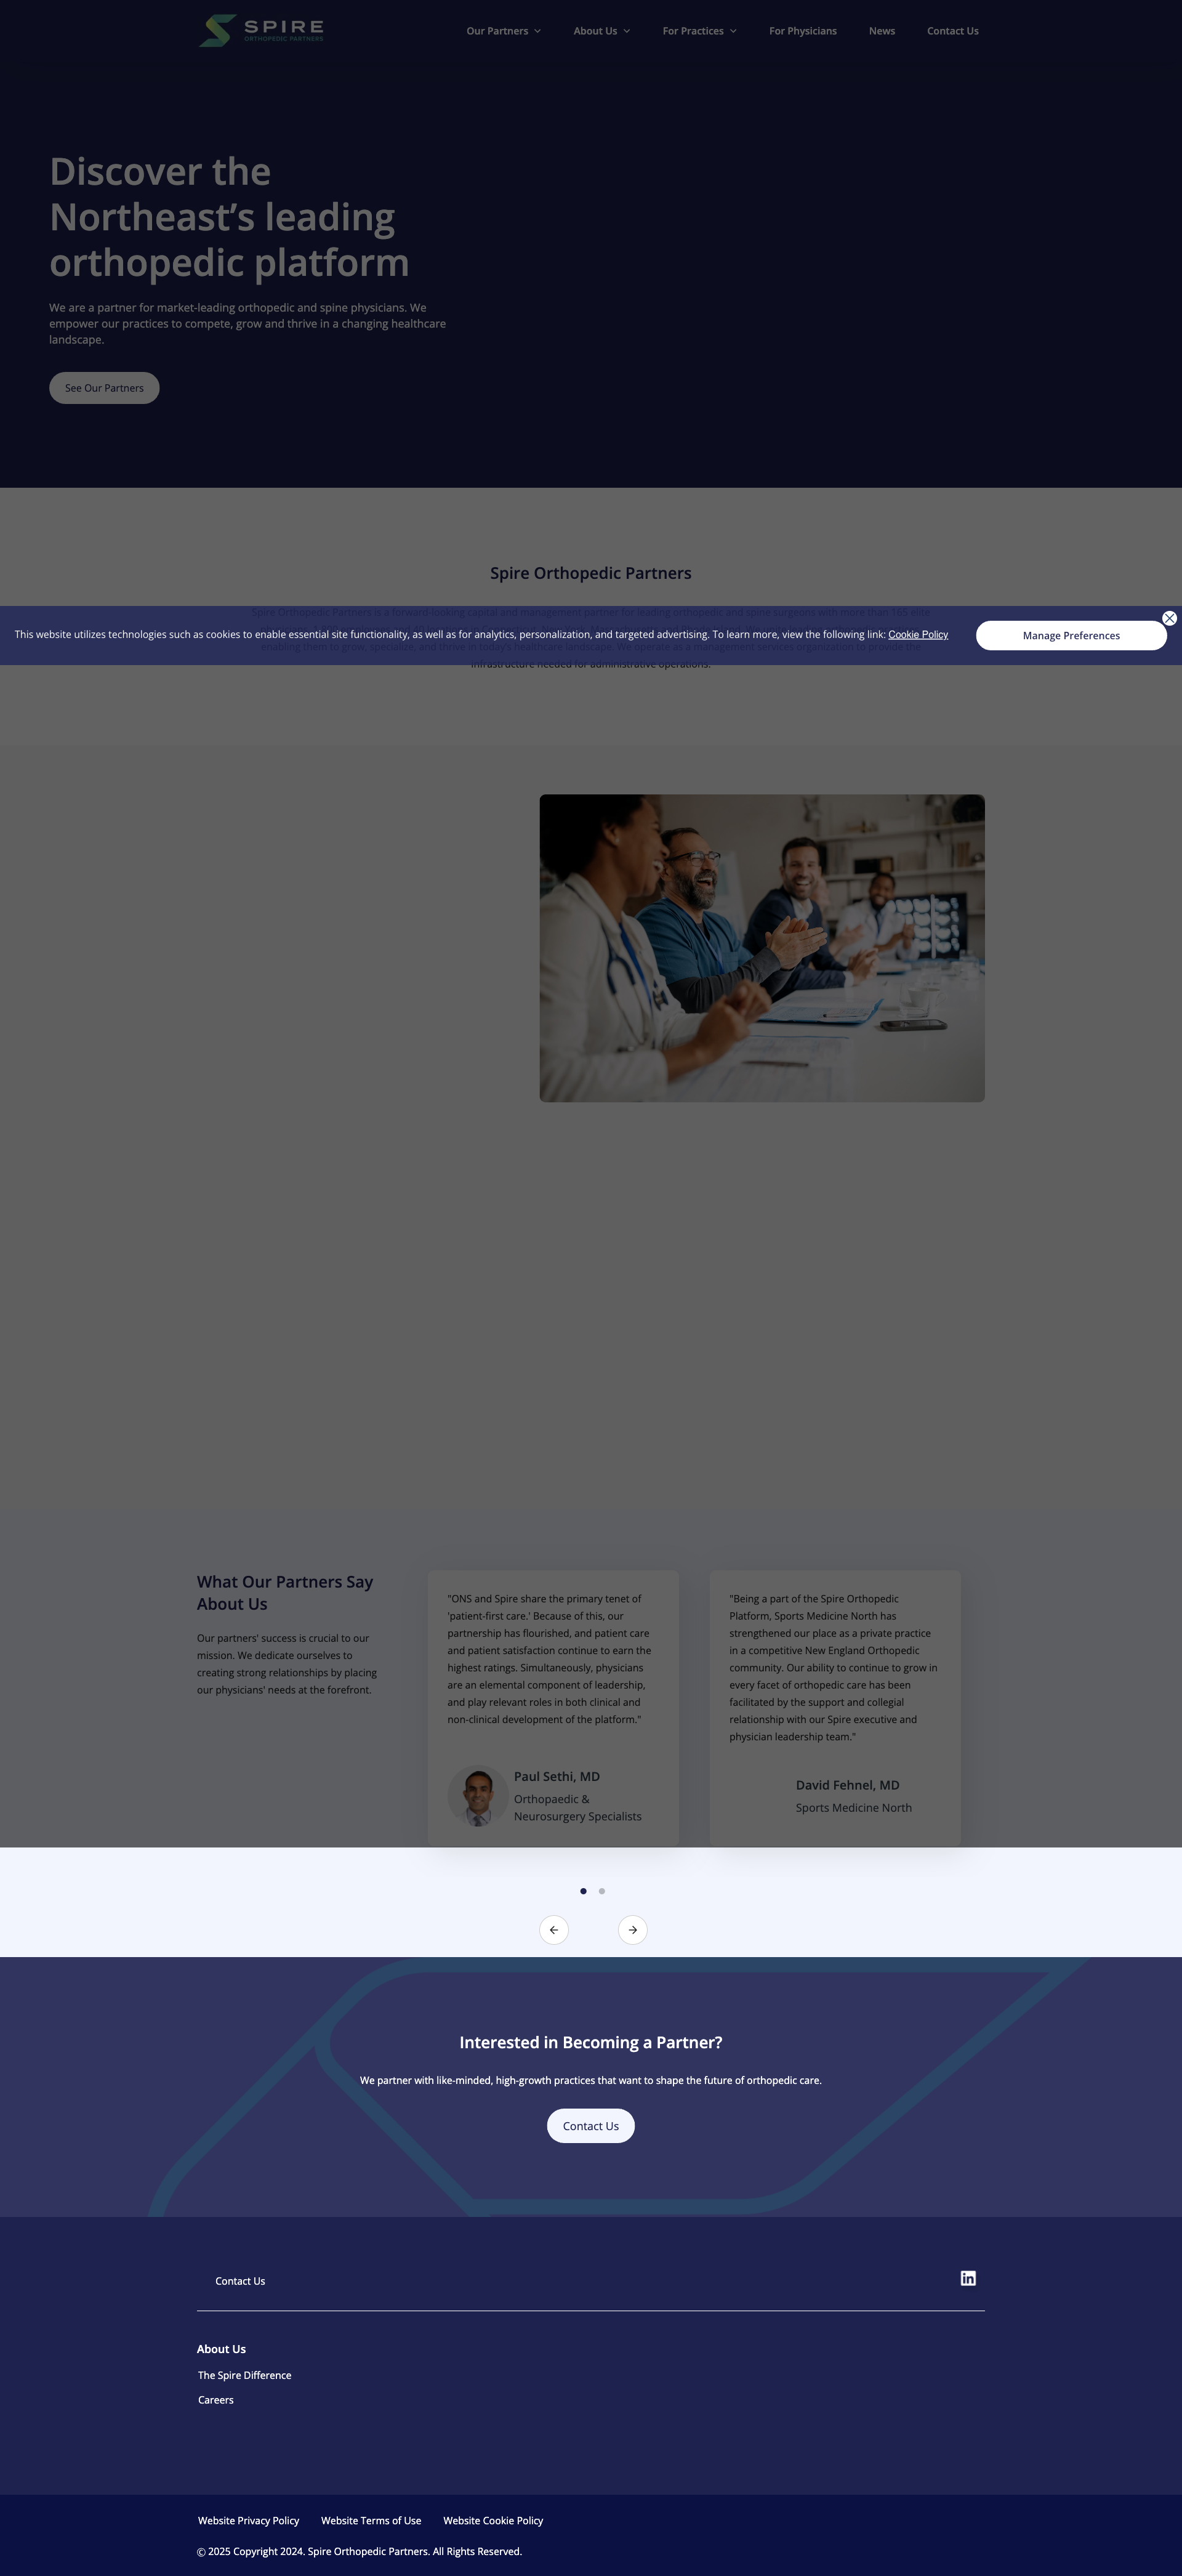 SPIRE
ORTHOPEDIC PARTNERS
Our Partners
About Us
For Practices
For Physicians
News
Contact Us
Discover the
Northeast’s leading
orthopedic platform
We are a partner for market-leading orthopedic and spine physicians. We
empower our practices to compete, grow and thrive in a changing healthcare
landscape.
See Our Partners
Spire Orthopedic Partners
Spire Orthopedic Partners is a forward-looking capital and management partner for leading orthopedic and spine surgeons with more than 165 elite
This website utilizes technologies such as cookies to enable essential site functionality, as well as for analytics, personalization, and targeted advertising. To learn more, view the following link: Cookie Policy
Manage Preferences
enabling them to grow, specialize, and thrive in today's healthcare landscape. We operate as a management services organization to provide the
infrastructure needed for administrative operations.
What Our Partners Say
About Us
Our partners' success is crucial to our
mission. We dedicate ourselves to
creating strong relationships by placing
our physicians' needs at the forefront.
"ONS and Spire share the primary tenet of
'patient-first care.' Because of this, our
partnership has flourished, and patient care
and patient satisfaction continue to earn the
highest ratings. Simultaneously, physicians
are an elemental component of leadership,
and play relevant roles in both clinical and
non-clinical development of the platform."
Paul Sethi, MD
Orthopaedic &
Neurosurgery Specialists
"Being a part of the Spire Orthopedic
Platform, Sports Medicine North has
strengthened our place as a private practice
in a competitive New England Orthopedic
community. Our ability to continue to grow in
every facet of orthopedic care has been
facilitated by the support and collegial
relationship with our Spire executive and
physician leadership team."
David Fehnel, MD
Sports Medicine North
Interested in Becoming a Partner?
We partner with like-minded, high-growth practices that want to shape the future of orthopedic care.
Contact Us
Contact Us
in
About Us
The Spire Difference
Careers
Website Privacy Policy
Website Terms of Use
Website Cookie Policy
© 2025 Copyright 2024. Spire Orthopedic Partners. All Rights Reserved.